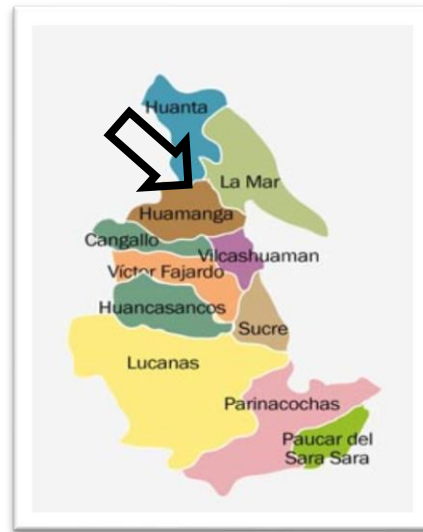 Huanta
La Mar
Huamanga
Cangallo
Vilcashuaman
Víctor Fajardo
Huancasancos
Sucre
Lucanas
Parinacochas
Paucar del
Sara Sara